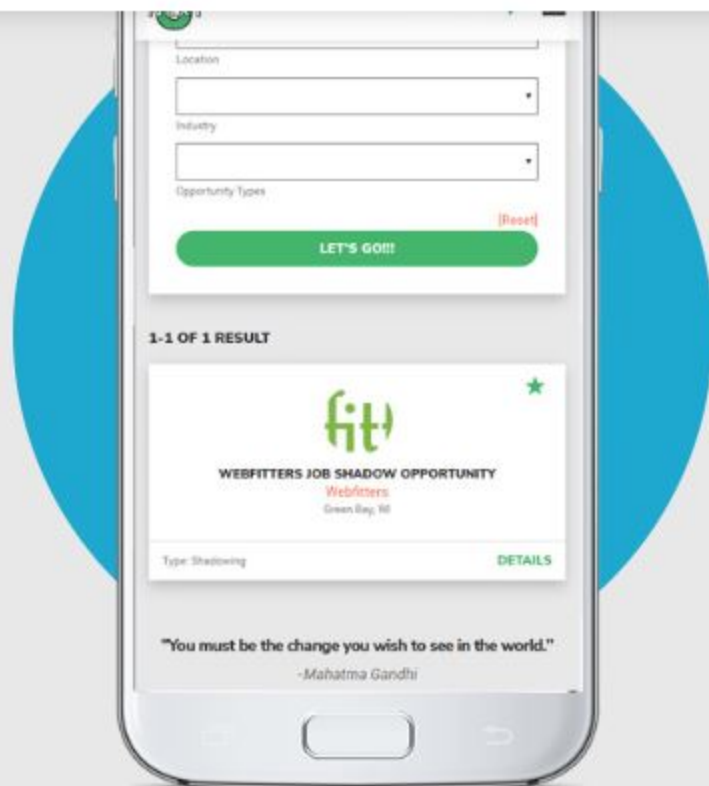 Location
Industry
Opportunity Types
[Reset]
LET'S GO!!!
1-1 OF 1 RESULT
fit
WEBFITTERS JOB SHADOW OPPORTUNITY
Webfitters
Green Bay, WI
Type: Shadowing
DETAILS
"You must be the change you wish to see in the world."
-Mahatma Gandhi